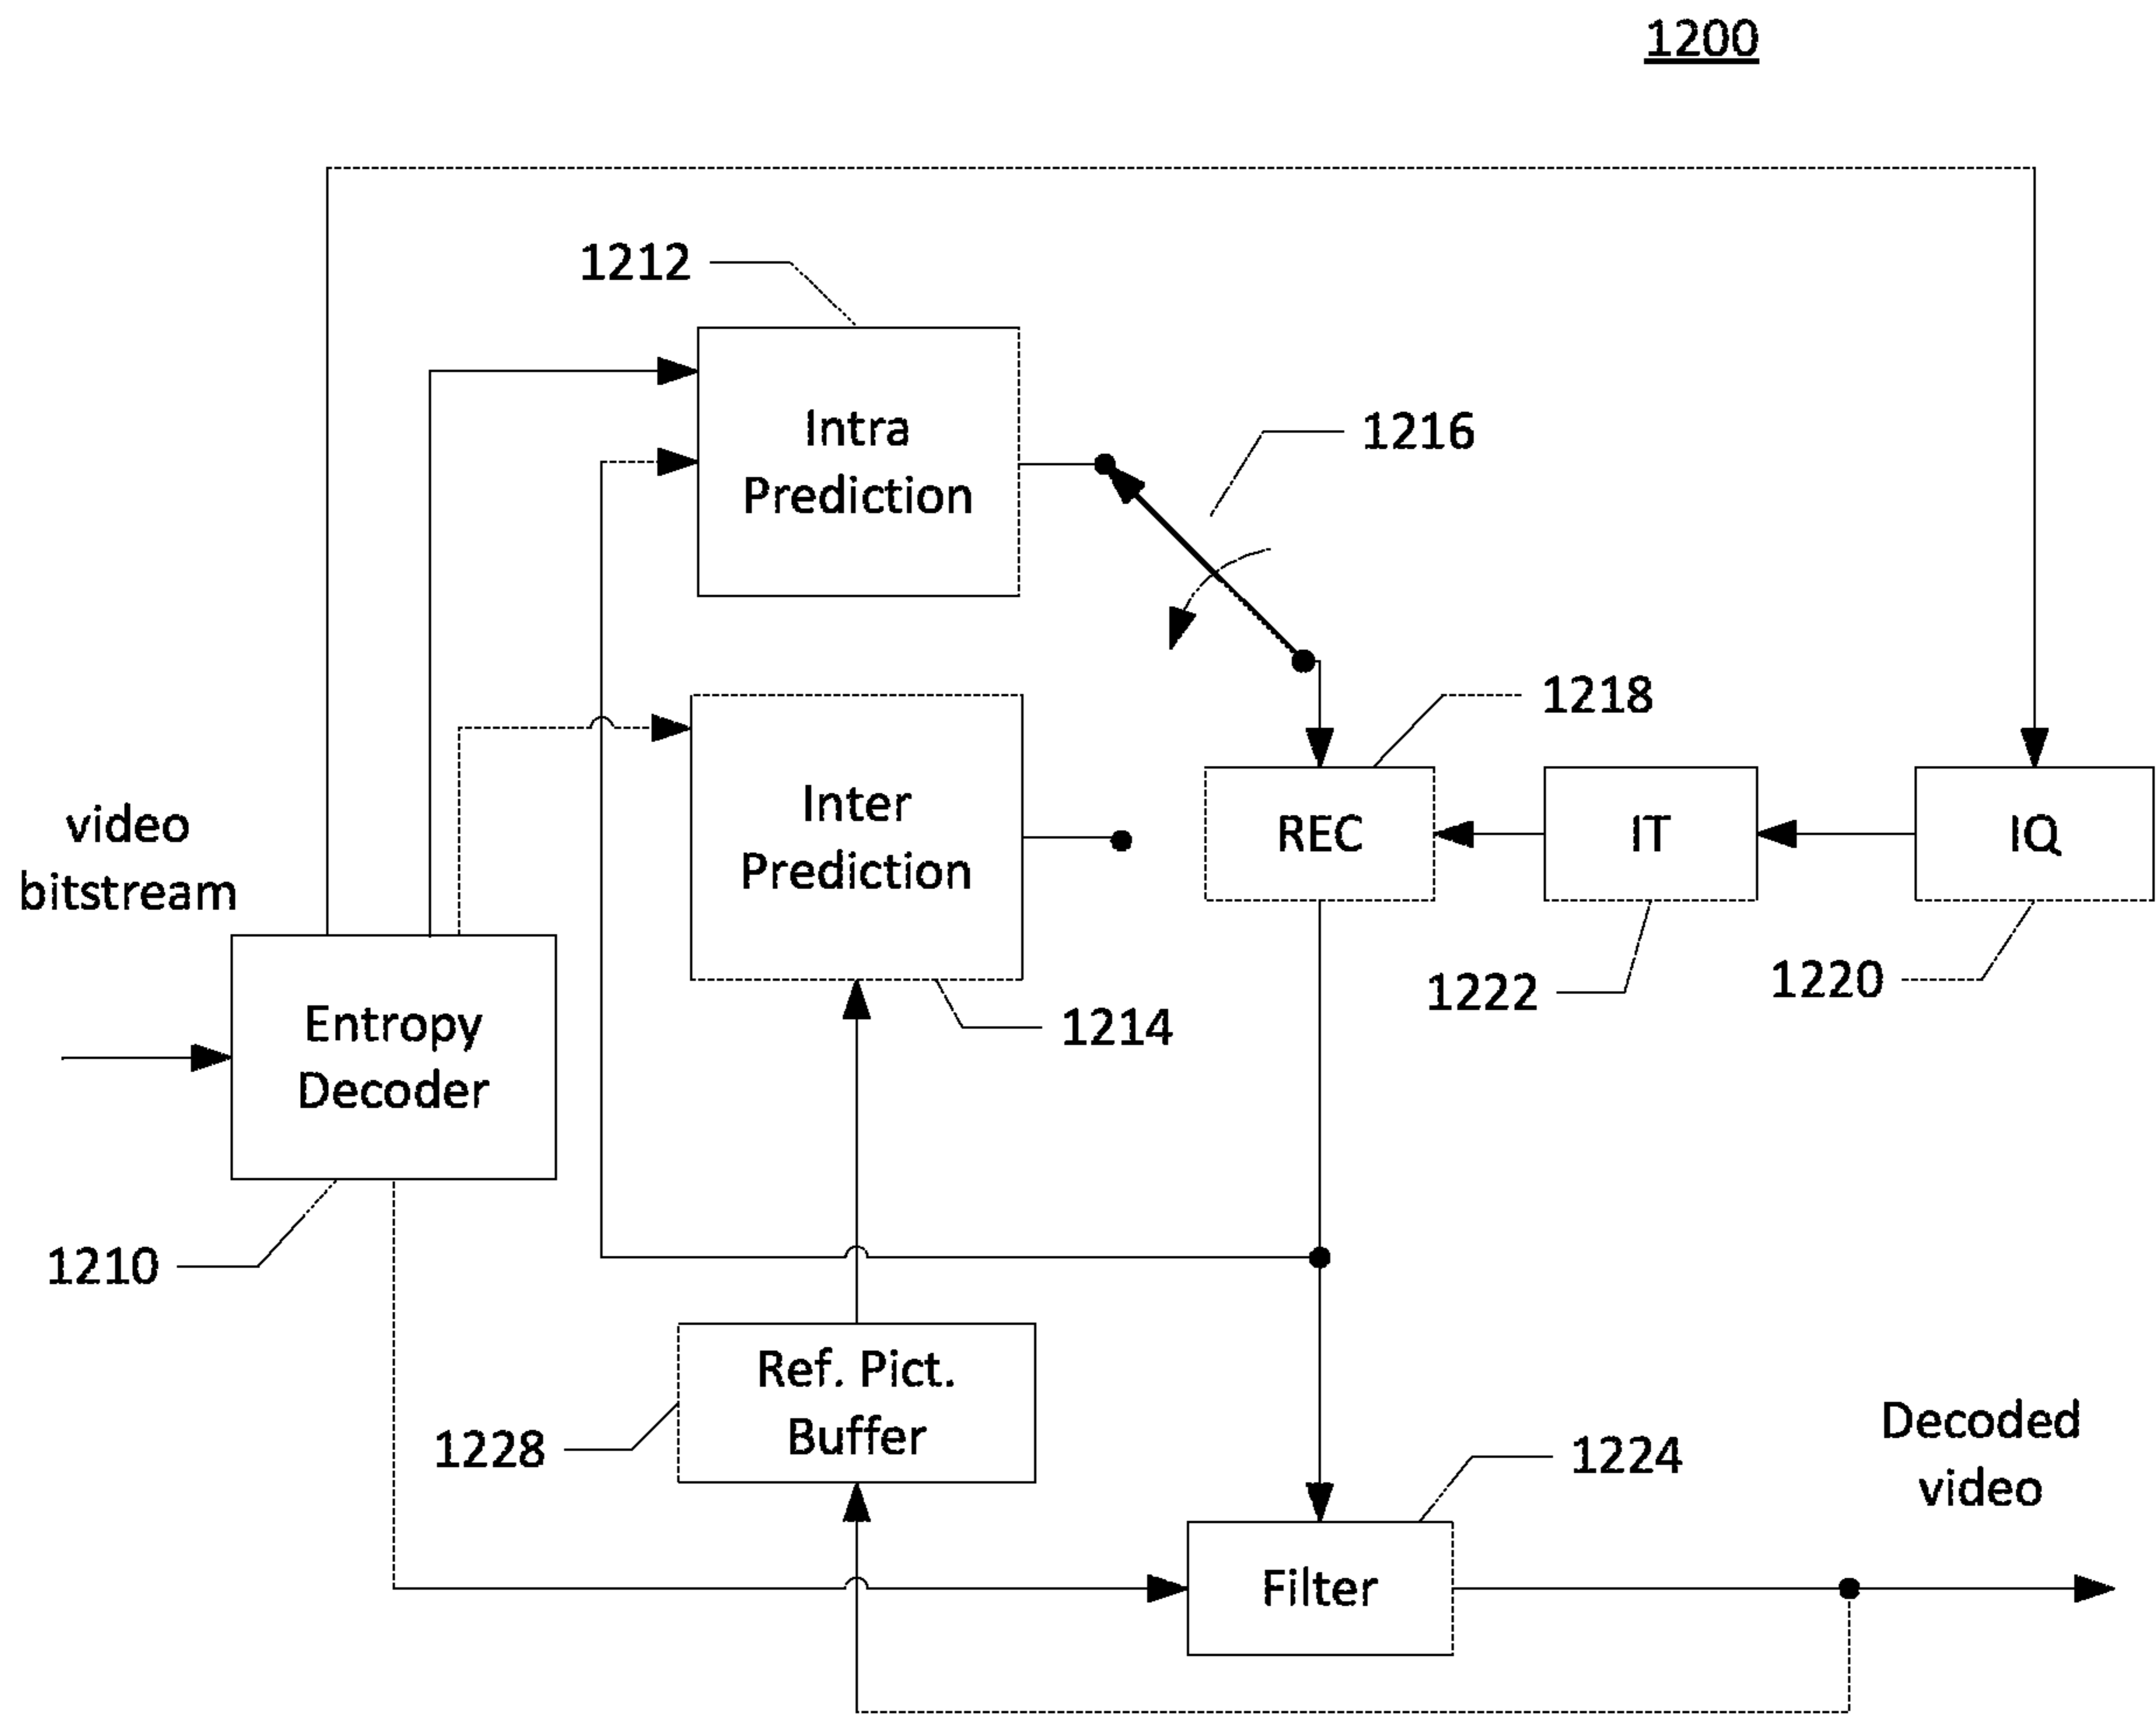 1200
1212
Intra
Prediction
1216
1218
Inter
Prediction
REC
IT
IQ
video
bitstream
1222
1220
1214
Entropy
Decoder
1210
Ref. Pict.
Buffer
1228
1224
Decoded
video
Filter